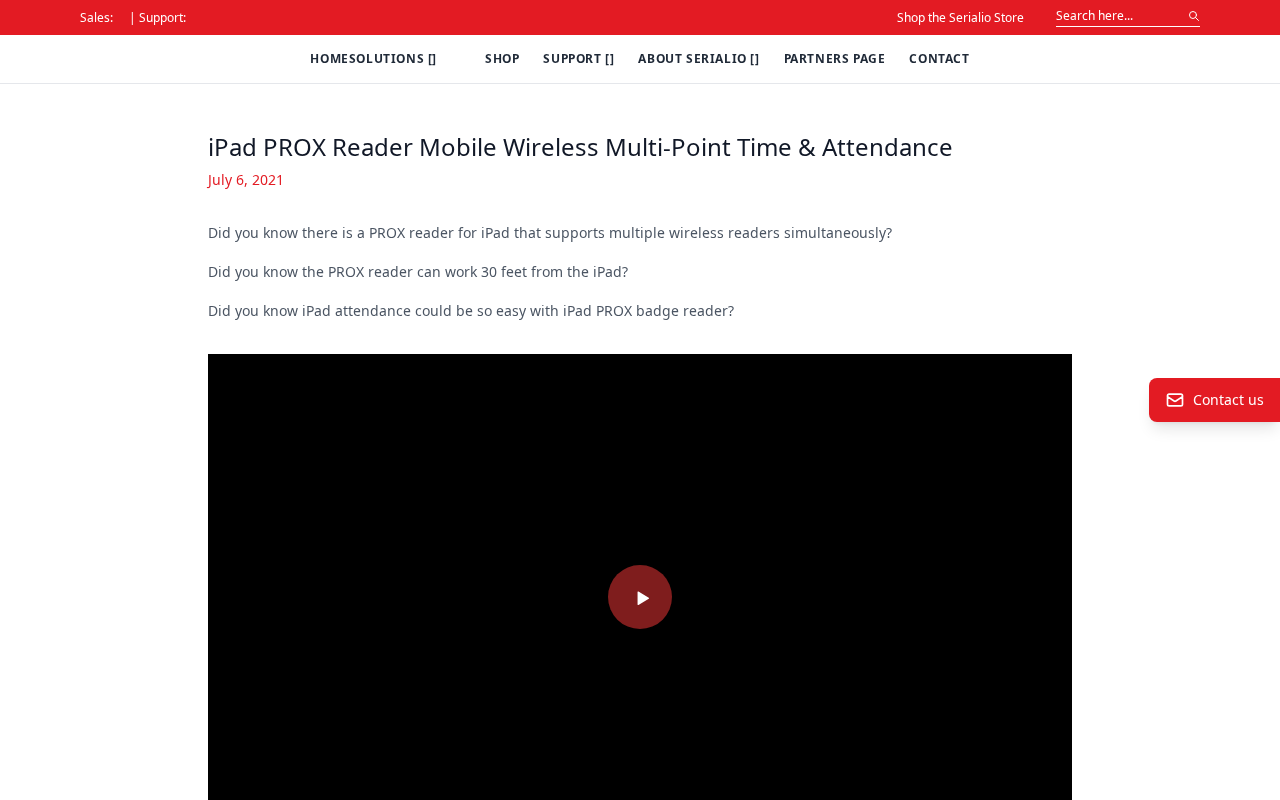 Sales: | Support:
Shop the Serialio Store
Search here...
HOMESOLUTIONS [] SHOP SUPPORT [] ABOUT SERIALIO [] PARTNERS PAGE CONTACT
iPad PROX Reader Mobile Wireless Multi-Point Time & Attendance
July 6, 2021
Did you know there is a PROX reader for iPad that supports multiple wireless readers simultaneously?
Did you know the PROX reader can work 30 feet from the iPad?
Did you know iPad attendance could be so easy with iPad PROX badge reader?
Contact us